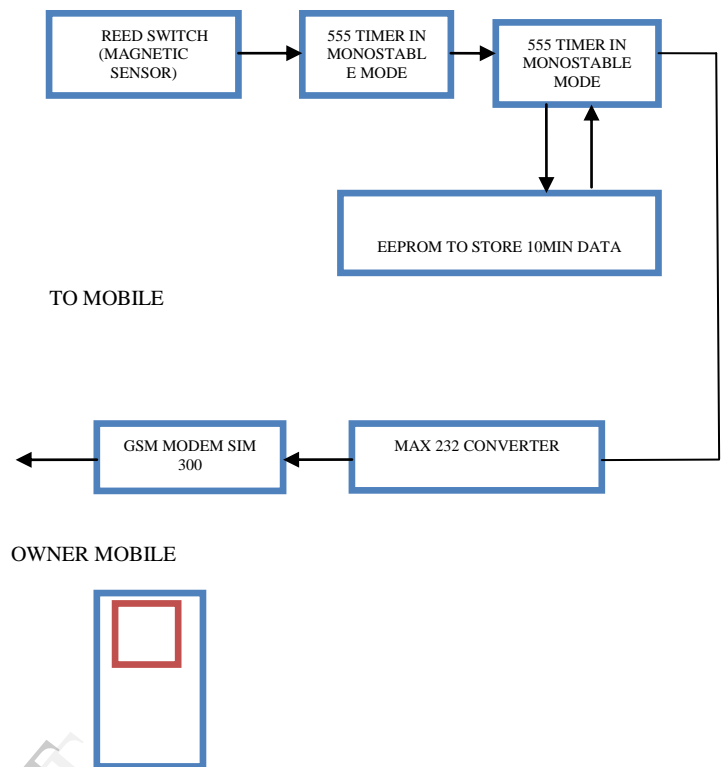 REED SWITCH
(MAGNETIC
SENSOR)
555 TIMER IN
MONOSTABL
E MODE
555 TIMER IN
MONOSTABLE
MODE
EEPROM TO STORE 10MIN DATA
TO MOBILE
GSM MODEM SIM
300
MAX 232 CONVERTER
OWNER MOBILE